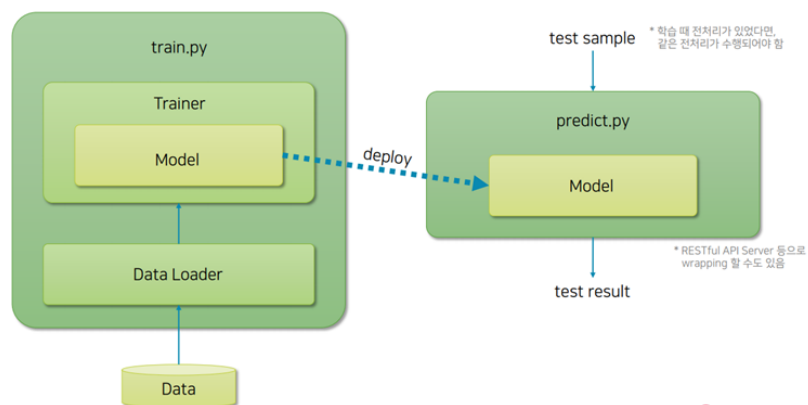 train.py
Trainer
Model
Data Loader
Data
deploy
test sample
* 학습 때 전처리가 있었다면,
같은 전처리가 수행되어야 함
predict.py
Model
* RESTful API Server 등으로
wrapping 할 수도 있음
test result